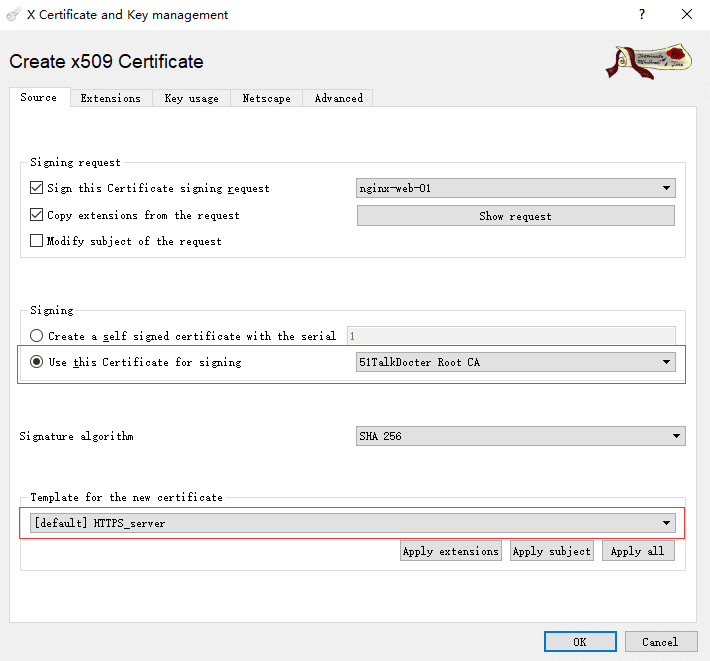 X Certificate and Key management
?
Create x509 Certificate
Source Extensions Key usage Netscape Advanced
Signing request
Sign this Certificate signing request nginx-web-01
Copy extensions from the request Show request
Modify subject of the request
Signing
Create a self signed certificate with the serial 1
Use this Certificate for signing 51TalkDocter Root CA
Signature algorithm SHA 256
Template for the new certificate
[default] HTTPS_server
Apply extensions Apply subject Apply all
OK Cancel